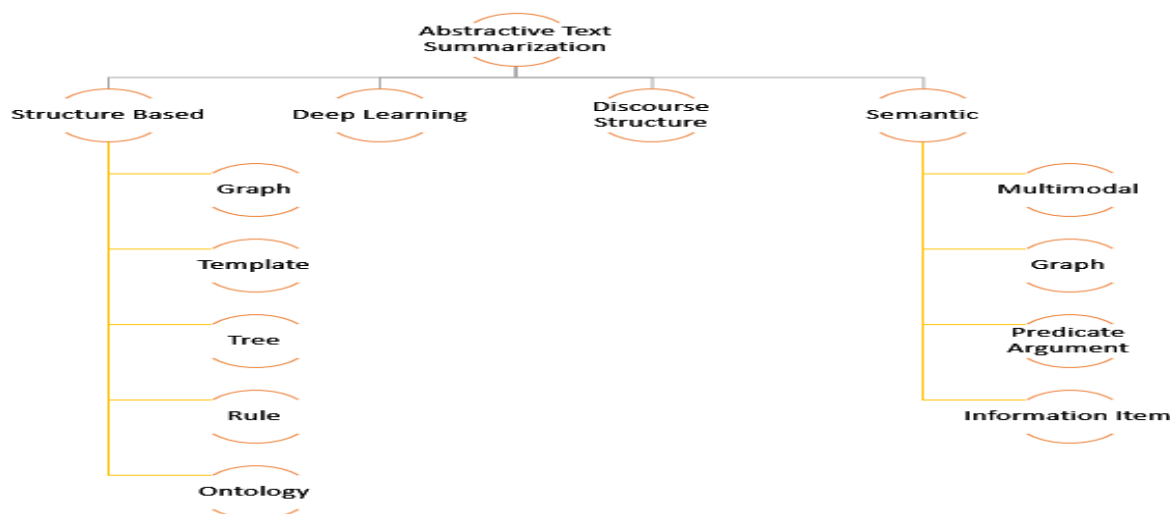 Abstractive Text
Summarization
Structure Based
Deep Learning
Discourse
Structure
Semantic
Graph
Template
Tree
Rule
Ontology
Multimodal
Graph
Predicate
Argument
Information Item